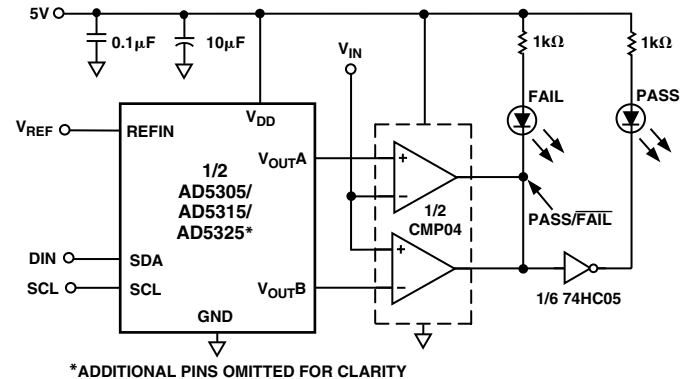 5V
0.1µF
10µF
VIN
1kΩ
1kΩ
FAIL
PASS
VREF
REFIN
VDD
VOUTA
1/2
AD5305/
AD5315/
AD5325*
+
−
1/2
CMP04
PASS/FAIL
+
−
DIN
SDA
SCL
SCL
VOUTB
GND
1/6 74HC05
*ADDITIONAL PINS OMITTED FOR CLARITY